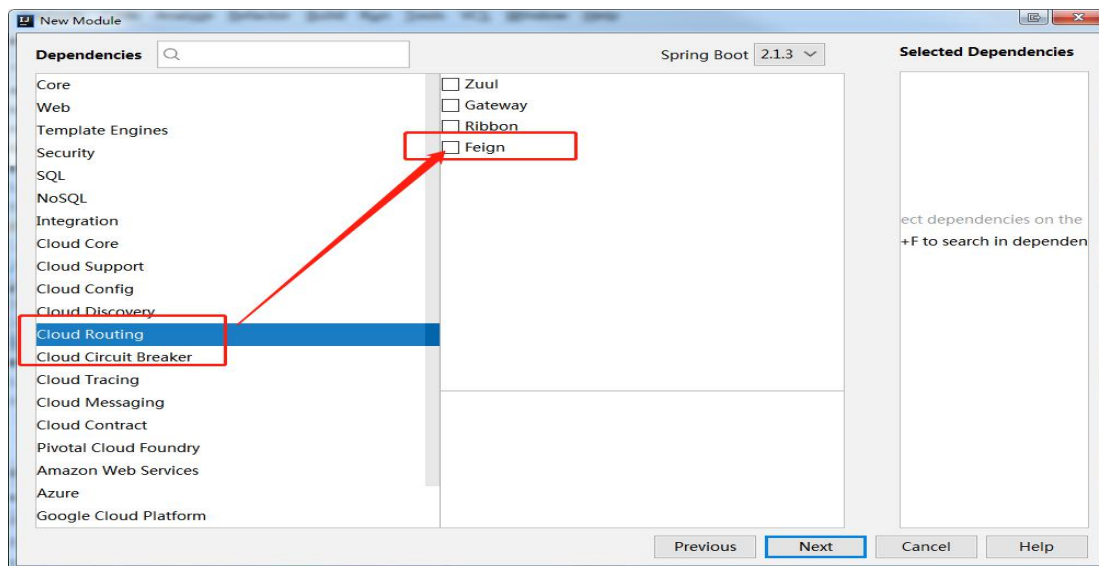 New Module
Dependencies
Spring Boot 2.1.3
Selected Dependencies
Core
Web
Template Engines
Security
SQL
NoSQL
Integration
Cloud Core
Cloud Support
Cloud Config
Cloud Discovery
Cloud Routing
Cloud Circuit Breaker
Cloud Tracing
Cloud Messaging
Cloud Contract
Pivotal Cloud Foundry
Amazon Web Services
Azure
Google Cloud Platform
Zuul
Gateway
Ribbon
Feign
ect dependencies on the
+F to search in dependen
Previous
Next
Cancel
Help